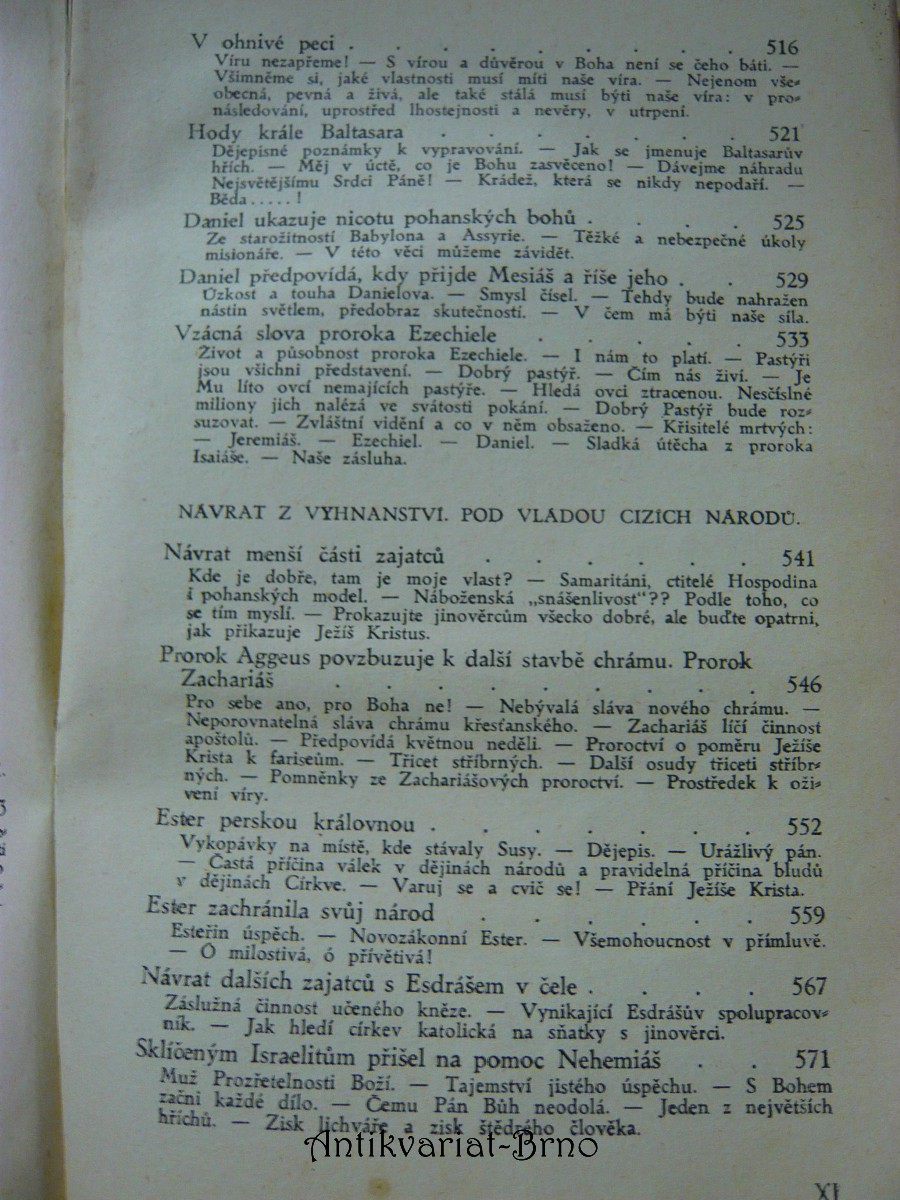 V ohnivé peci . . . . . . . . . . 516
Víru nezapřeme! — S vírou a důvěrou v Boha není se čeho báti. —
Všimněme si, jaké vlastnosti musí míti naše víra. — Nejenom vše-
obecná, pevná a živá, ale také stálá musí býti naše víra: v pro-
následování, uprostřed lhostejnosti a nevěry, v utrpení.
Hody krále Baltasara . . . . . . . 521
Dějepisné poznámky k vypravování. — Jak se jmenuje Baltasarův
hřích. — Měj v úctě, co je Bohu zasvěceno! — Dávejme náhradu
Nejsvětějšímu Srdci Páně! — Krádež, která se nikdy nepodaří. —
Běda.....!
Daniel ukazuje nicotu pohanských bohů . . . . 525
Ze starožitností Babylona a Assyrie. — Těžké a nebezpečné úkoly
misionáře. — V této věci můžeme závidět.
Daniel předpovídá, kdy přijde Mesiáš a říše jeho . . 529
Úzkost a touha Danielova. — Smysl čísel. — Tehdy bude nahražen
nástin světlem, předobraz skutečností. — V čem má býti naše síla.
Vzácná slova proroka Ezechiele . . . . . 533
Život a působnost proroka Ezechiele. — I nám to platí. — Pastýři
jsou všichni představení. — Dobrý pastýř. — Čím nás živí. — Je
Mu líto ovcí nemajících pastýře. — Hledá ovci ztracenou. Nesčíslné
miliony jich nalézá ve svátosti pokání. — Dobrý Pastýř bude roz-
suzovat. — Zvláštní vidění a co v něm obsaženo. — Křisitelé mrtvých:
— Jeremiáš. — Ezechiel. — Daniel. — Sladká útěcha z proroka
Isaiáše. — Naše zásluha.
NÁVRAT Z VYHNANSTVÍ. POD VLÁDOU CIZÍCH NÁRODŮ.
Návrat menší části zajatců . . . . . . 541
Kde je dobře, tam je moje vlast? — Samaritáni, ctitelé Hospodina
i pohanských model. — Náboženská „snášenlivost"?? Podle toho, co
se tím myslí. — Prokazujte jinověrcům všecko dobré, ale buďte opatrni,
jak přikazuje Ježíš Kristus.
Prorok Aggeus povzbuzuje k další stavbě chrámu. Prorok
Zachariáš . . . . . . . . . 546
Pro sebe ano, pro Boha ne! — Nebývalá sláva nového chrámu. —
Neporovnatelná sláva chrámu křesťanského. — Zachariáš líčí činnost
apoštolů. — Předpovídá květnou neděli. — Proroctví o poměru Ježíše
Krista k fariseům. — Třicet stříbrných. — Další osudy třiceti stříbr-
ných. — Pomněnky ze Zachariášových proroctví. — Prostředek k oži-
vení víry.
Ester perskou královnou . . . . . . . 552
Vykopávky na místě, kde stávaly Susy. — Dějepis. — Urážlivý pán.
— Častá příčina válek v dějinách národů a pravidelná příčina bludů
v dějinách Církve. — Varuj se a cvič se! — Přání Ježíše Krista.
Ester zachránila svůj národ . . . . . . 559
Esteřin úspěch. — Novozákonní Ester. — Všemohoucnost v přímluvě.
— Ó milostivá, ó přívětivá!
Návrat dalších zajatců s Esdrášem v čele . . . . 567
Záslužná činnost učeného kněze. — Vynikající Esdrášův spolupracov-
ník. — Jak hledí církev katolická na sňatky s jinověrci.
Sklíčeným Israelitům přišel na pomoc Nehemiáš . . 571
Muž Prozřetelnosti Boží. — Tajemství jistého úspěchu. — S Bohem
začni každé dílo. — Čemu Pán Bůh neodolá. — Jeden z největších
hříchů. — Zisk lichváře a zisk štědrého člověka.
Antikvariat-Brno
XI